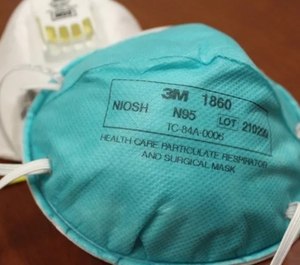 3M 1860
NIOSH N95 LOT
TC-84A-0006
HEALTH CARE PARTICULATE RESPIRATOR
AND SURGICAL MASK